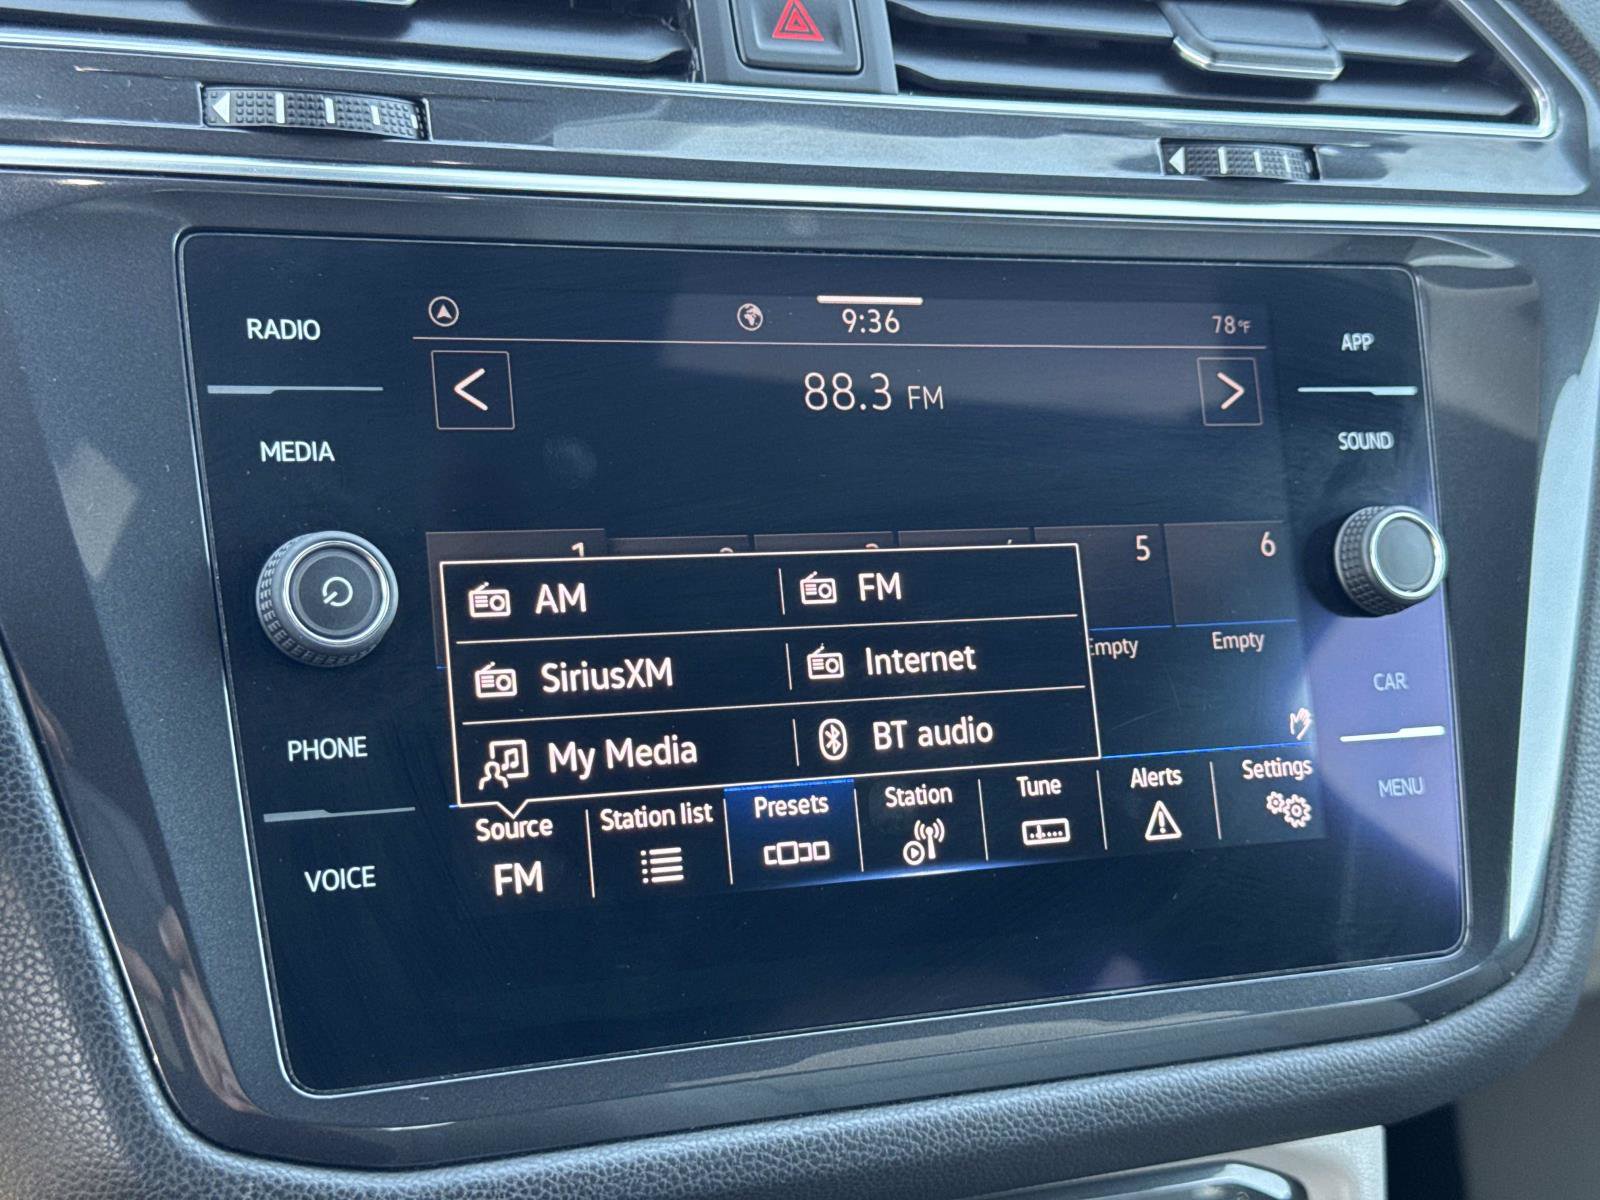 RADIO
MEDIA
PHONE
VOICE
9:36
78°F
88.3 FM
5
6
Empty
Empty
AM
FM
SiriusXM
Internet
My Media
BT audio
Source
FM
Station list
Presets
Station
Tune
Alerts
Settings
APP
SOUND
CAR
MENU